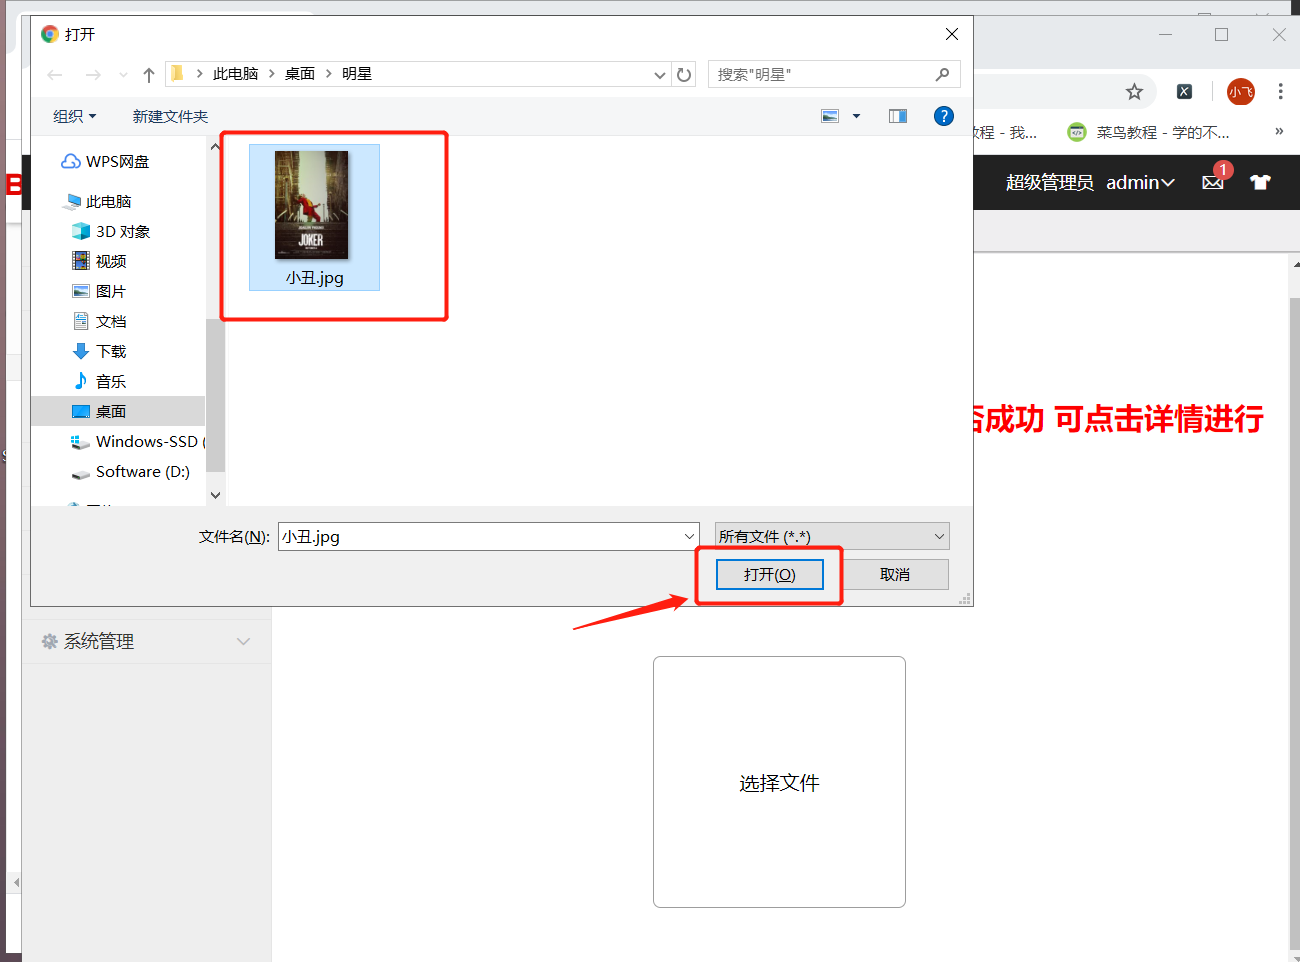 打开
此电脑 桌面 明星
搜索"明星"
组织 新建文件夹
?
小飞
教程 - 我... 菜鸟教程 - 学的不... »
B
超级管理员 admin 1
WPS网盘
此电脑
3D 对象
视频
图片
文档
下载
音乐
桌面
Windows-SSD (
Software (D:)
JOKER
小丑.jpg
成功 可点击详情进行
文件名(N): 小丑.jpg 所有文件 (*.*)
打开(O) 取消
系统管理
选择文件